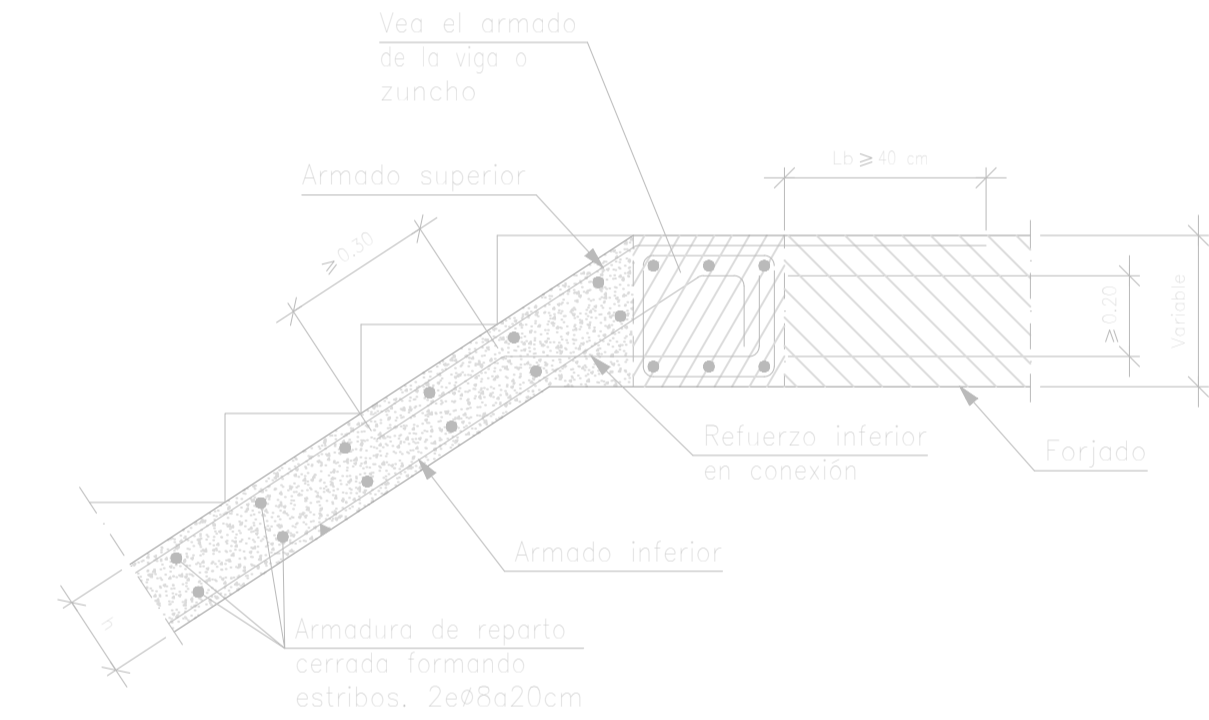 Vea el armado
de la viga o
zuncho
Lb ≥ 40 cm
Armado superior
≥0.30
≥0.20
Variable
Refuerzo inferior
en conexión
Forjado
Armado inferior
h
Armadura de reparto
cerrada formando
estribos. 2eø8a20cm